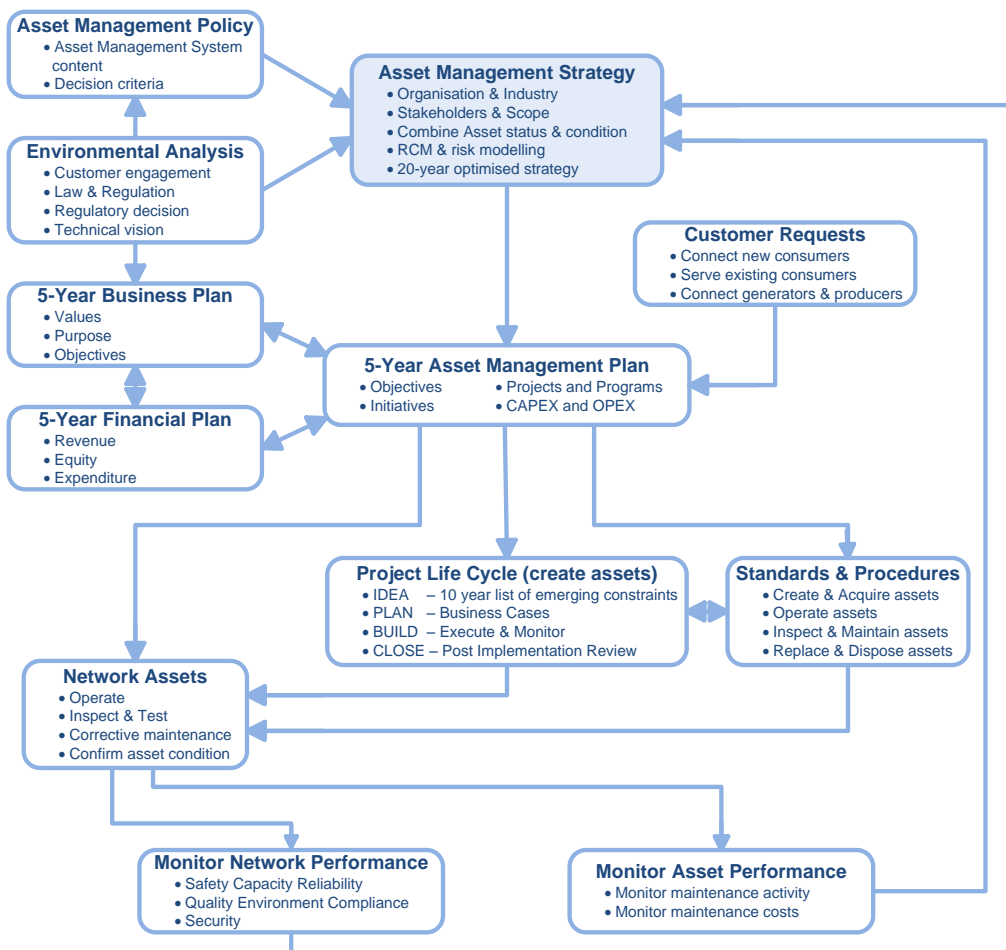 Asset Management Policy
• Asset Management System
content
• Decision criteria
Asset Management Strategy
• Organisation & Industry
• Stakeholders & Scope
• Combine Asset status & condition
• RCM & risk modelling
• 20-year optimised strategy
Environmental Analysis
• Customer engagement
• Law & Regulation
• Regulatory decision
• Technical vision
Customer Requests
• Connect new consumers
• Serve existing consumers
• Connect generators & producers
5-Year Business Plan
• Values
• Purpose
• Objectives
5-Year Asset Management Plan
• Objectives • Projects and Programs
• Initiatives • CAPEX and OPEX
5-Year Financial Plan
• Revenue
• Equity
• Expenditure
Project Life Cycle (create assets)
• IDEA – 10 year list of emerging constraints
• PLAN – Business Cases
• BUILD – Execute & Monitor
• CLOSE – Post Implementation Review
Standards & Procedures
• Create & Acquire assets
• Operate assets
• Inspect & Maintain assets
• Replace & Dispose assets
Network Assets
• Operate
• Inspect & Test
• Corrective maintenance
• Confirm asset condition
Monitor Network Performance
• Safety Capacity Reliability
• Quality Environment Compliance
• Security
Monitor Asset Performance
• Monitor maintenance activity
• Monitor maintenance costs